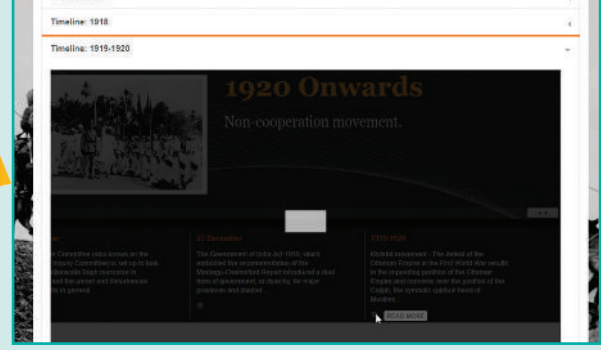 Timeline: 1918
Timeline: 1919-1920
1920 Onwards
Non-cooperation movement.
Committee (also known as the
Inquiry Committee) is set up to look
massacre in
and the unrest and disturbances
in general.
23 December
The Government of India Act 1919, which
embodied the recommendation of the
Montagu-Chelmsford Report introduced a dual
form of government, or dyarchy, for major
provinces and divided
1919-1924
Khilafat movement - The defeat of the
Ottoman Empire in the First World War results
in the impending partition of the Ottoman
Empire and concerns over the position of the
Caliph, the symbolic spiritual head of
Muslims...
READ MORE